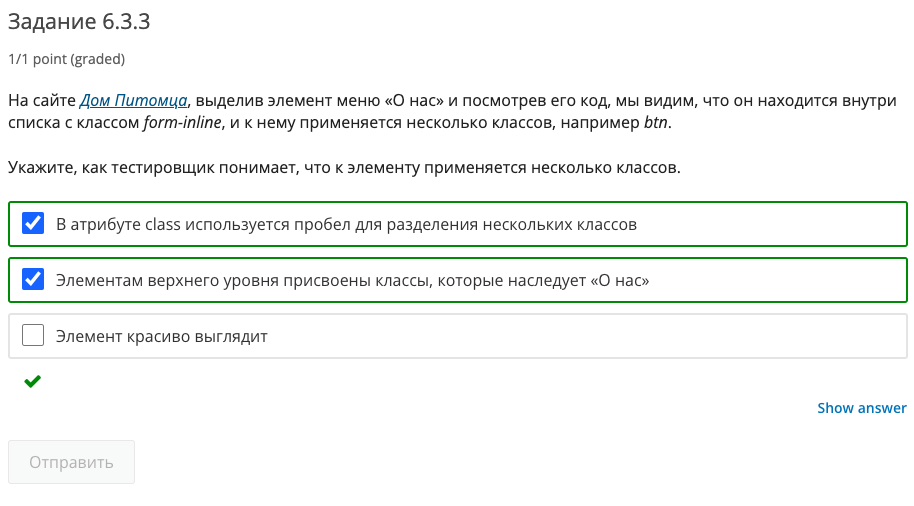 Задание 6.3.3
1/1 point (graded)
На сайте Дом Питомца, выделив элемент меню «О нас» и посмотрев его код, мы видим, что он находится внутри
списка с классом form-inline, и к нему применяется несколько классов, например btn.
Укажите, как тестировщик понимает, что к элементу применяется несколько классов.
В атрибуте class используется пробел для разделения нескольких классов
Элементам верхнего уровня присвоены классы, которые наследует «О нас»
Элемент красиво выглядит
Show answer
Отправить